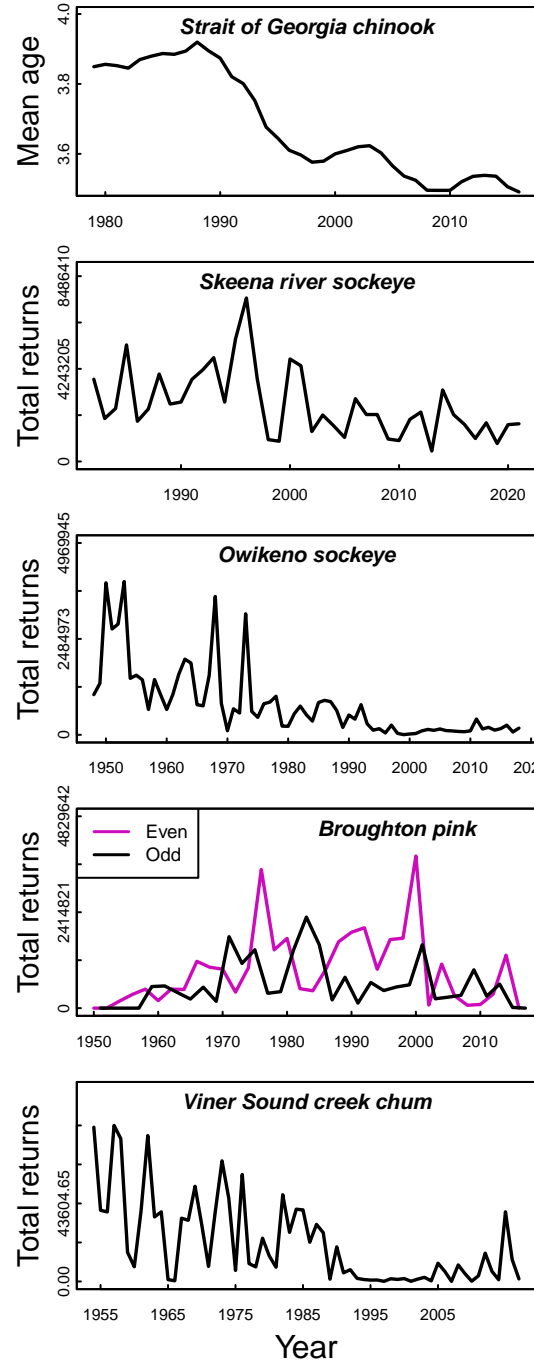 Strait of Georgia chinook
Mean age
4.0
3.8
3.6
1980 1990 2000 2010
Skeena river sockeye
Total returns
8486410
4243205
0
1990 2000 2010 2020
Owikeno sockeye
Total returns
4969945
2484973
0
1950 1960 1970 1980 1990 2000 2010 202
Broughton pink
Even
Odd
Total returns
4829642
2414821
0
1950 1960 1970 1980 1990 2000 2010
Viner Sound creek chum
Total returns
43604.65
0.00
1955 1965 1975 1985 1995 2005
Year